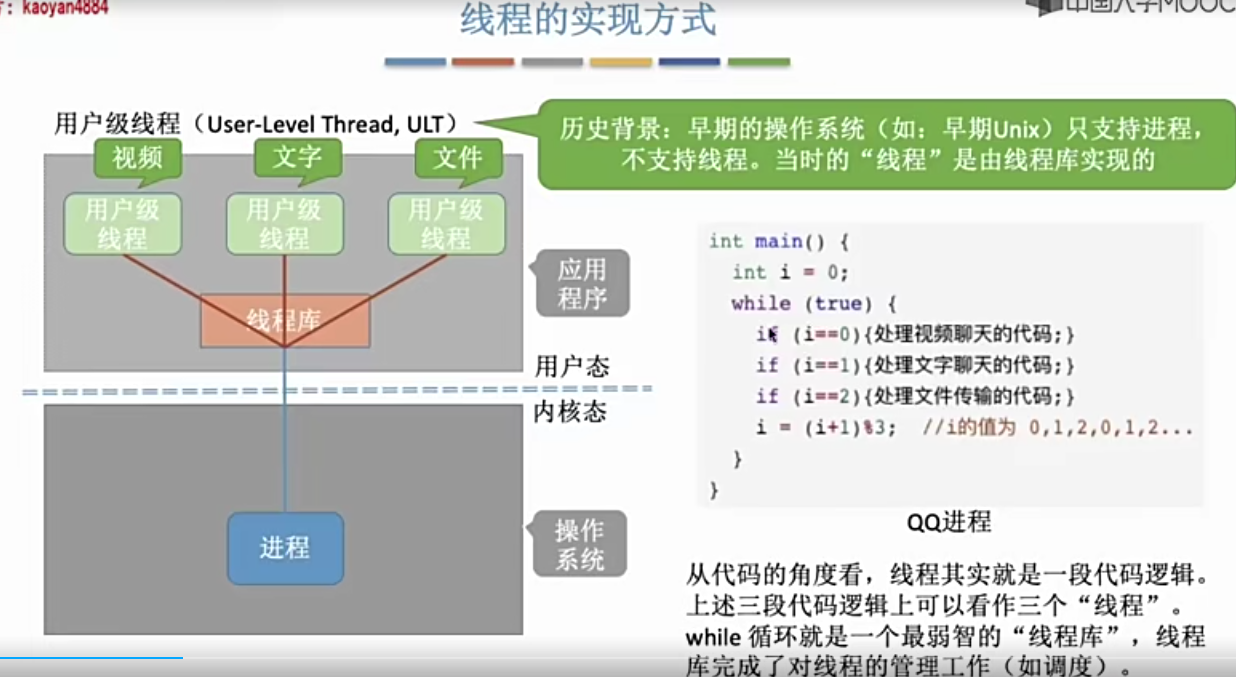 kaoyan4884
中国大学MOOC
线程的实现方式
用户级线程（User-Level Thread, ULT）
历史背景：早期的操作系统（如：早期Unix）只支持进程，
不支持线程。当时的“线程”是由线程库实现的
视频
文字
文件
用户级
线程
用户级
线程
用户级
线程
线程库
应用
程序
用户态
内核态
进程
操作
系统
int main() {
int i = 0;
while (true) {
if (i==0){处理视频聊天的代码;}
if (i==1){处理文字聊天的代码;}
if (i==2){处理文件传输的代码;}
i = (i+1)%3; //i的值为 0,1,2,0,1,2...
}
}
QQ进程
从代码的角度看，线程其实就是一段代码逻辑。
上述三段代码逻辑上可以看作三个“线程”。
while 循环就是一个最弱智的“线程库”，线程
库完成了对线程的管理工作（如调度）。